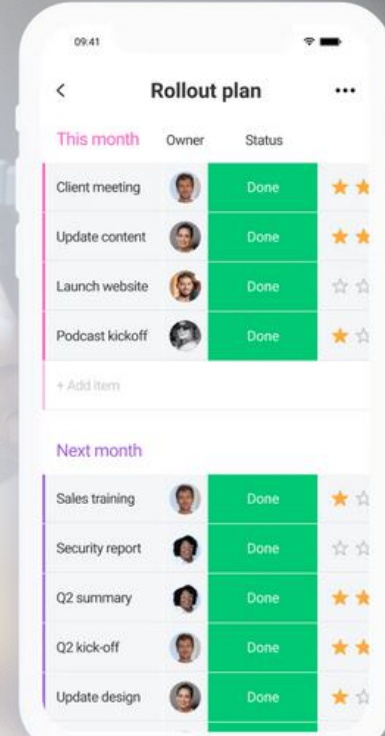 09:41
Rollout plan
This month Owner Status
Client meeting Done
Update content Done
Launch website Done
Podcast kickoff Done
+ Add item
Next month
Sales training Done
Security report Done
Q2 summary Done
Q2 kick-off Done
Update design Done